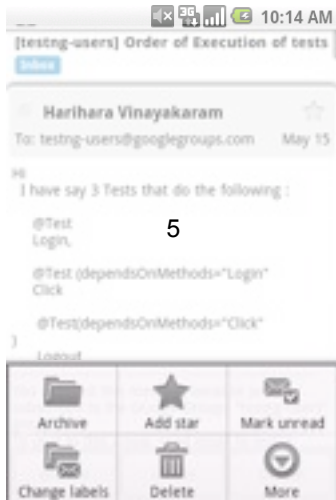 3G 10:14 AM
[testng-users] Order of Execution of tests
Inbox
Harihara Vinayakaram
To: testng-users@googlegroups.com May 15
Hi
I have say 3 Tests that do the following :
@Test
Login,
5
@Test (dependsOnMethods="Login"
Click
@Test(dependsOnMethods="Click"
)
Logout
Archive Add star Mark unread
Change labels Delete More